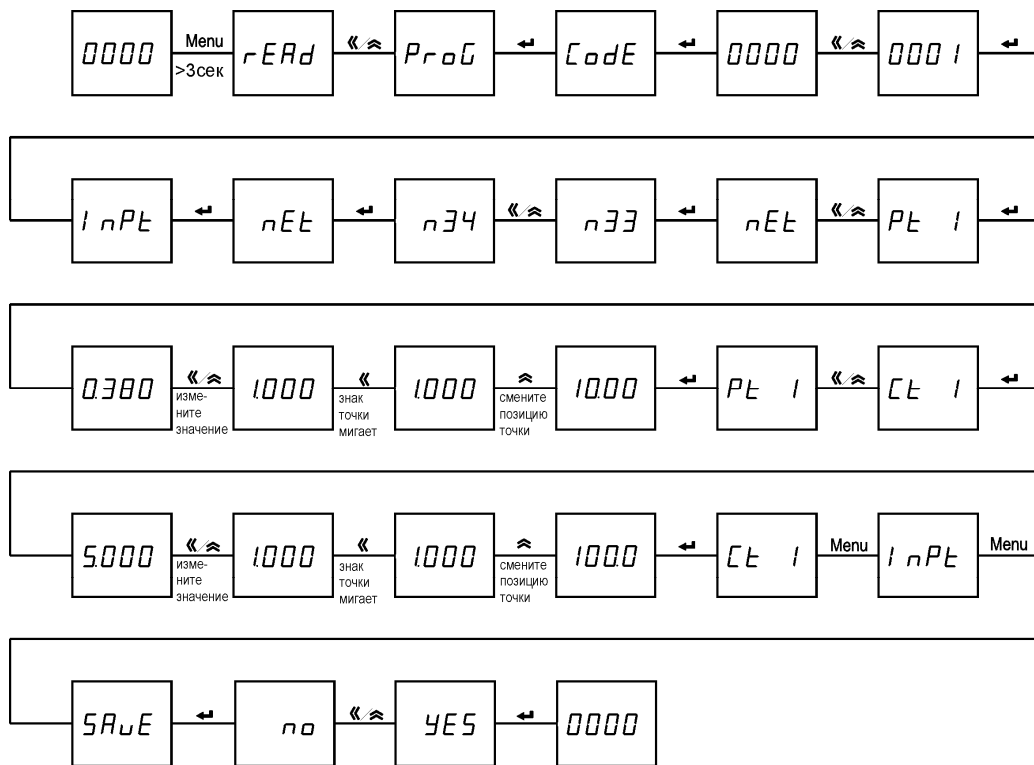 0000 Menu >3сек rEAd ProG CodE 0000 0001
InPt nEt n34 n33 nEt Pt 1
0.380 1.000 1.000 10.00 Pt 1 Ct 1
изме-
ните
значение
знак
точки
мигает
смените
позицию
точки
5.000 1.000 1.000 100.0 Ct 1 Menu InPt Menu
изме-
ните
значение
знак
точки
мигает
смените
позицию
точки
SAvE no YES 0000